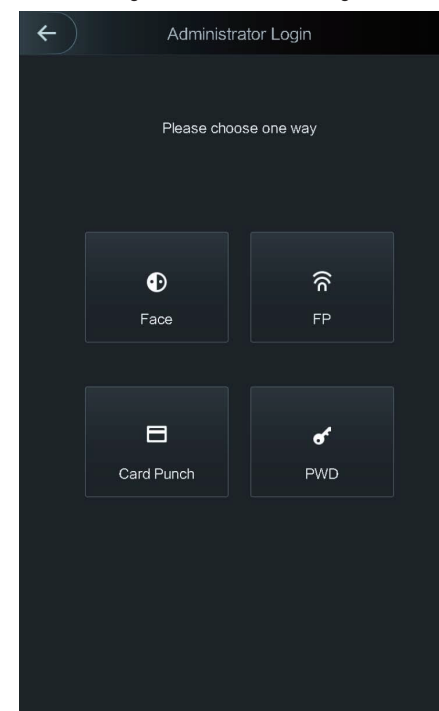 Administrator Login
Please choose one way
Face
FP
Card Punch
PWD